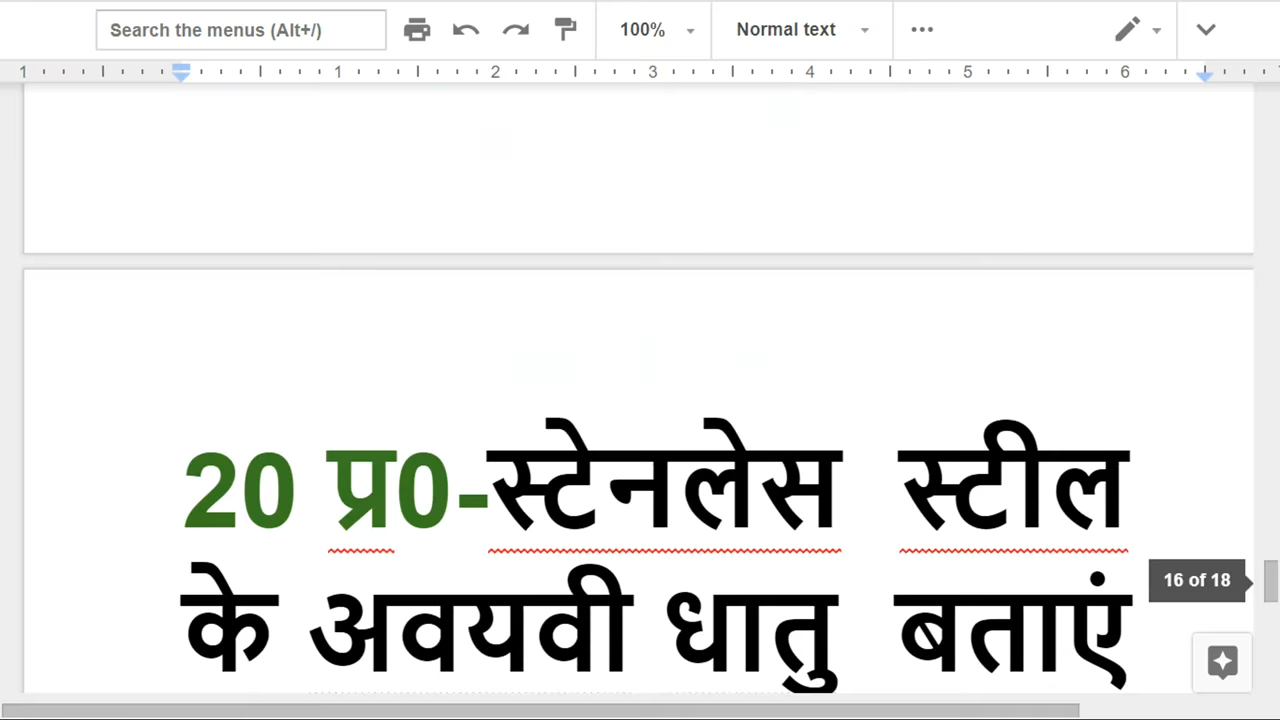 Search the menus (Alt+/) 100% Normal text
1 1 2 3 4 5 6
20 प्र0-स्टेनलेस स्टील
के अवयवी धातु बताएं
16 of 18